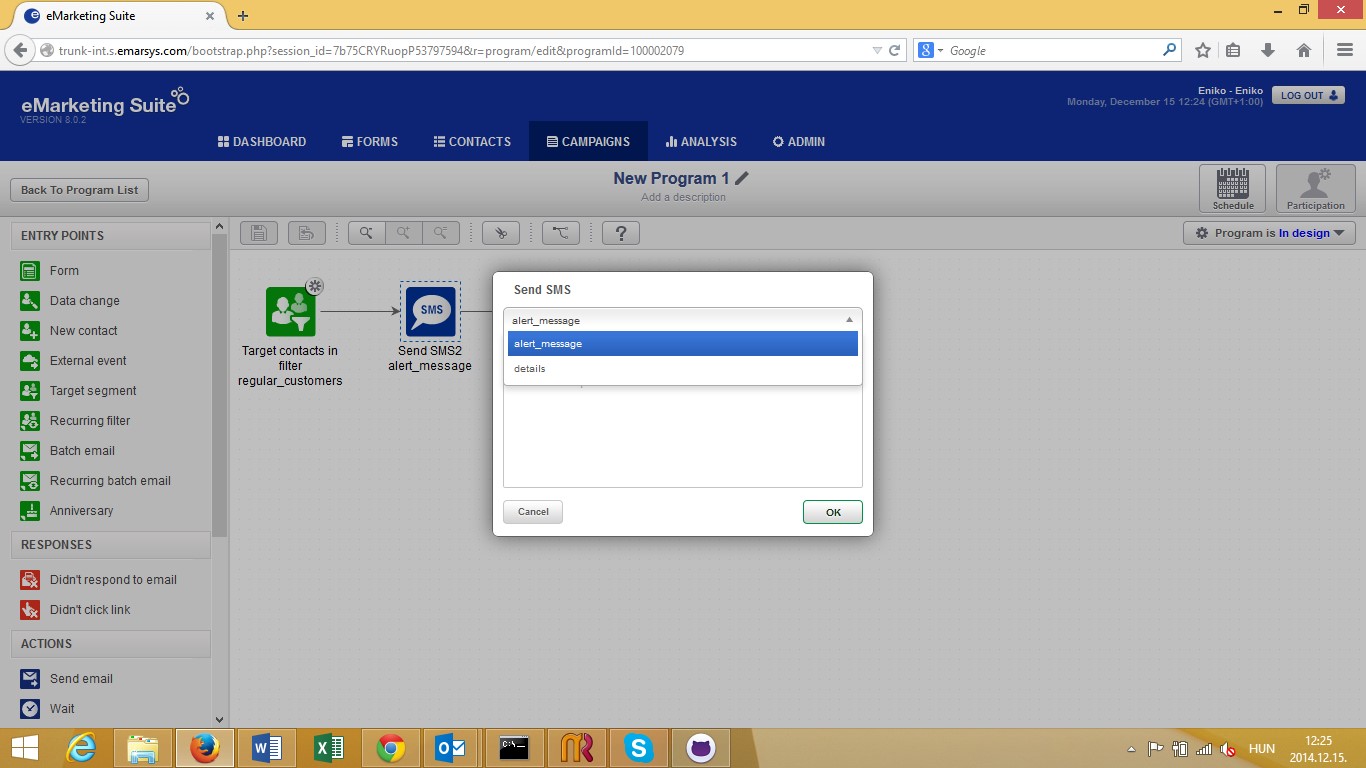 eMarketing Suite
trunk-int.s.emarsys.com/bootstrap.php?session_id=7b75CRYRuopP537975948&r=program/edit&programId=100002079
Google
eMarketing Suite
VERSION 8.0.2
Eniko - Eniko
Monday, December 15 12:24 (GMT+1:00)
LOG OUT
DASHBOARD
FORMS
CONTACTS
CAMPAIGNS
ANALYSIS
ADMIN
Back To Program List
New Program 1
Add a description
Schedule
Participation
ENTRY POINTS
Form
Data change
New contact
External event
Target segment
Recurring filter
Batch email
Recurring batch email
Anniversary
RESPONSES
Didn't respond to email
Didn't click link
ACTIONS
Send email
Wait
?
Program is In design
Target contacts in
filter
regular_customers
SMS
Send SMS2
alert_message
Send SMS
alert_message
alert_message
details
Cancel
OK
HUN
12:25
2014.12.15.